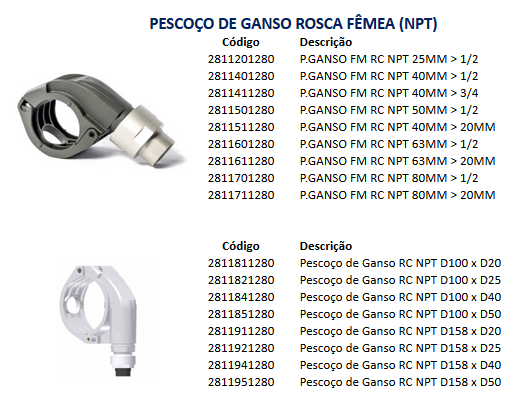 PESCOÇO DE GANSO ROSCA FÊMEA (NPT)
Código Descrição
2811201280 P.GANSO FM RC NPT 25MM > 1/2
2811401280 P.GANSO FM RC NPT 40MM > 1/2
2811411280 P.GANSO FM RC NPT 40MM > 3/4
2811501280 P.GANSO FM RC NPT 50MM > 1/2
2811511280 P.GANSO FM RC NPT 40MM > 20MM
2811601280 P.GANSO FM RC NPT 63MM > 1/2
2811611280 P.GANSO FM RC NPT 63MM > 20MM
2811701280 P.GANSO FM RC NPT 80MM > 1/2
2811711280 P.GANSO FM RC NPT 80MM > 20MM
Código Descrição
2811811280 Pescoço de Ganso RC NPT D100 x D20
2811821280 Pescoço de Ganso RC NPT D100 x D25
2811841280 Pescoço de Ganso RC NPT D100 x D40
2811851280 Pescoço de Ganso RC NPT D100 x D50
2811911280 Pescoço de Ganso RC NPT D158 x D20
2811921280 Pescoço de Ganso RC NPT D158 x D25
2811941280 Pescoço de Ganso RC NPT D158 x D40
2811951280 Pescoço de Ganso RC NPT D158 x D50